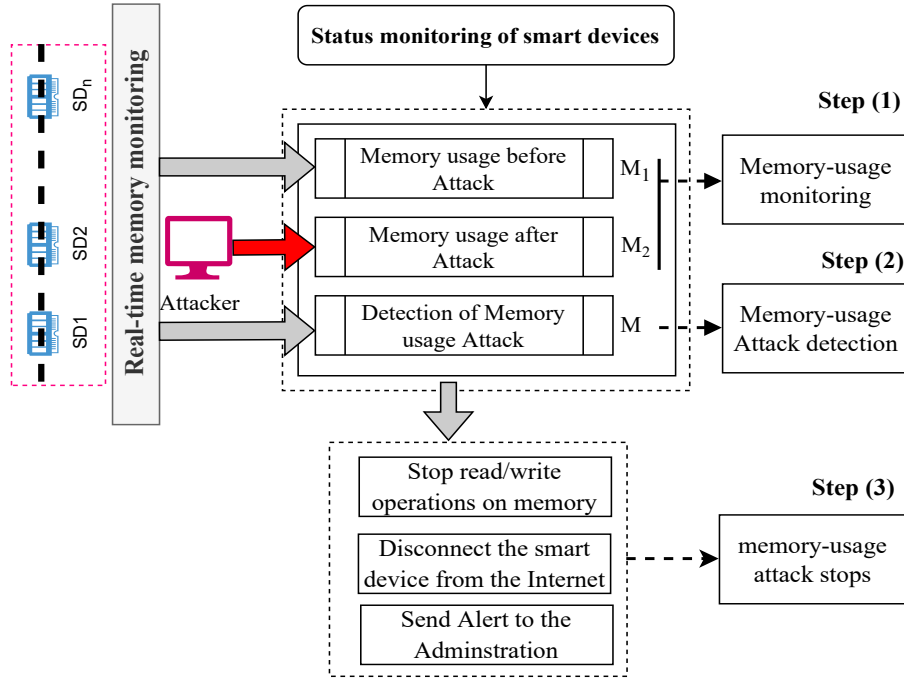 Status monitoring of smart devices
SDn
SD2
SD1
Real-time memory monitoring
Attacker
Memory usage before
Attack
M1
Memory usage after
Attack
M2
Detection of Memory
usage Attack
M
Step (1)
Memory-usage
monitoring
Step (2)
Memory-usage
Attack detection
Stop read/write
operations on memory
Disconnect the smart
device from the Internet
Send Alert to the
Adminstration
Step (3)
memory-usage
attack stops